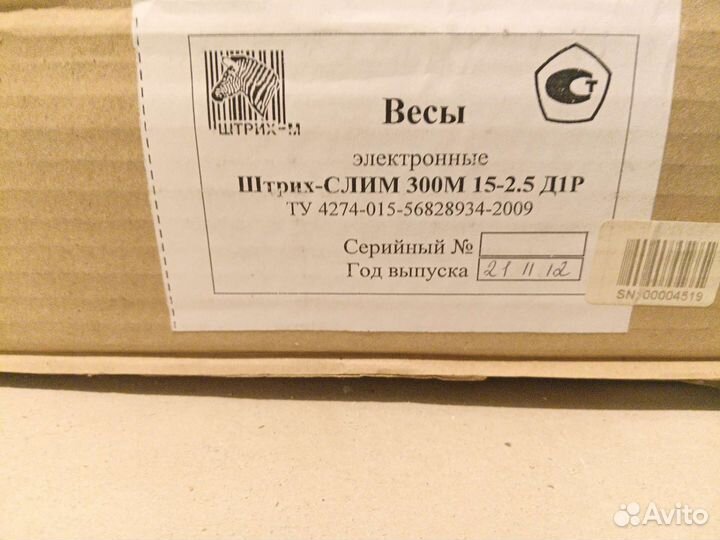 ШТРИХ-М
Весы
электронные
Штрих-СЛИМ 300М 15-2.5 Д1Р
ТУ 4274-015-56828934-2009
Серийный №
Год выпуска 21 11.12
SN: 00004519
Avito